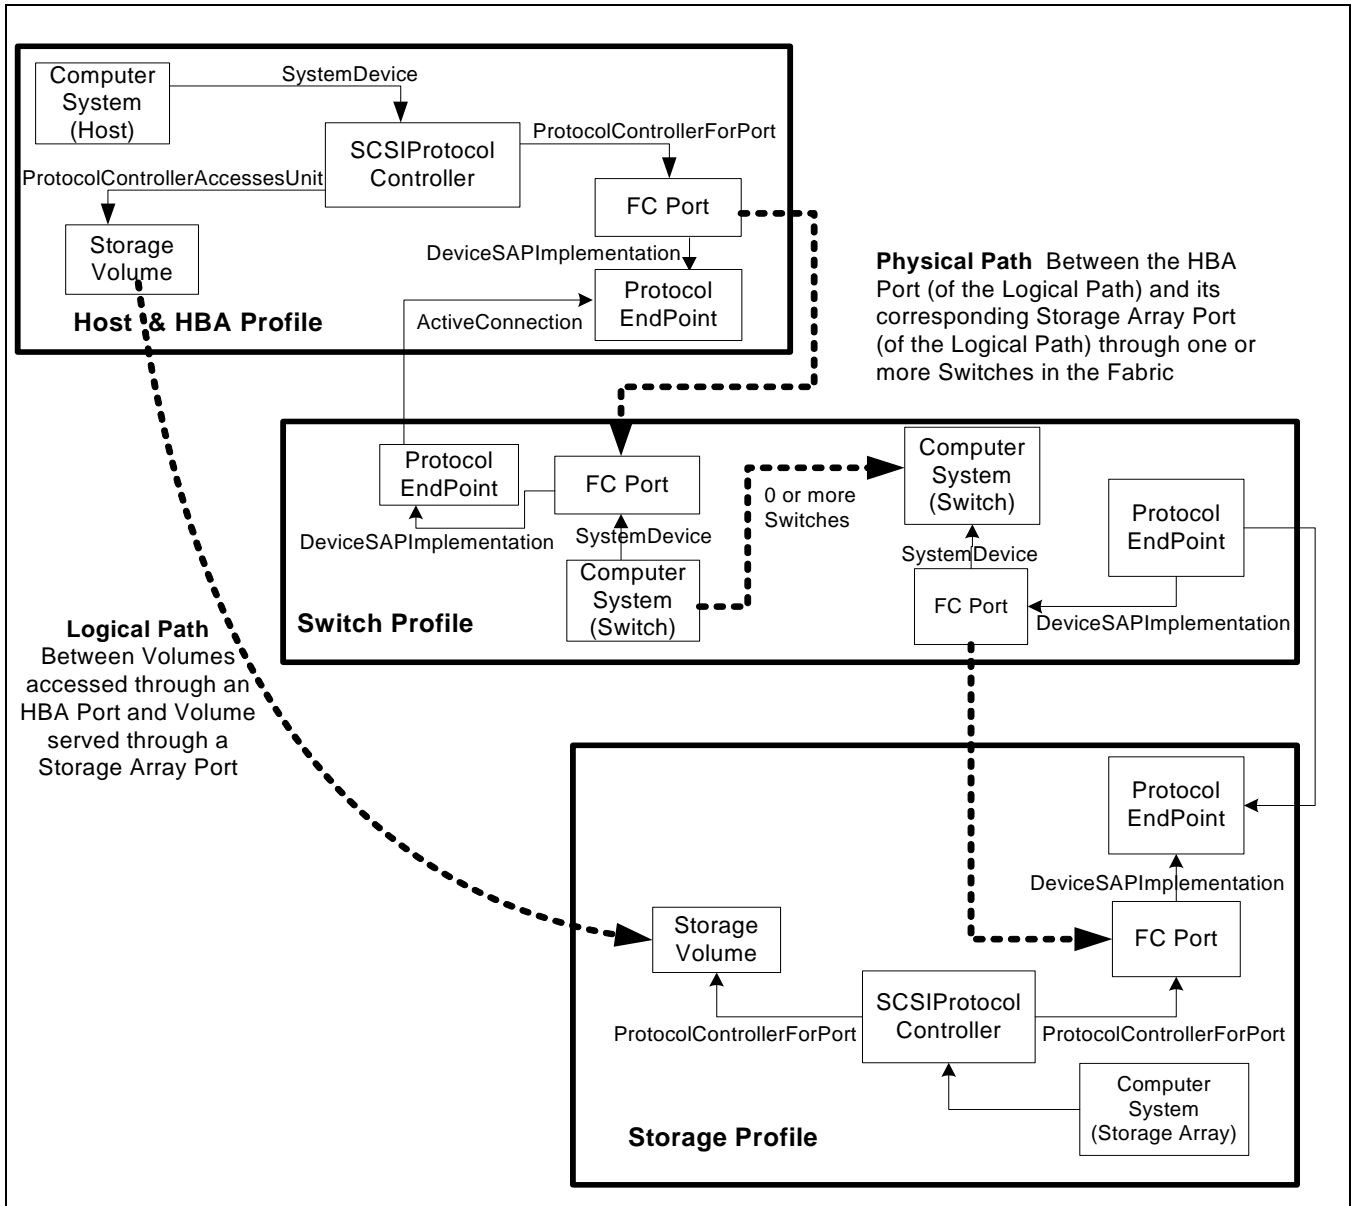 Computer
System
(Host)
SystemDevice
SCSIProtocol
Controller
ProtocolControllerForPort
ProtocolControllerAccessesUnit
FC Port
Storage
Volume
DeviceSAPImplementation
Protocol
EndPoint
ActiveConnection
Host & HBA Profile
Physical Path Between the HBA
Port (of the Logical Path) and its
corresponding Storage Array Port
(of the Logical Path) through one or
more Switches in the Fabric
Protocol
EndPoint
FC Port
DeviceSAPImplementation
SystemDevice
Computer
System
(Switch)
0 or more
Switches
Computer
System
(Switch)
SystemDevice
FC Port
Protocol
EndPoint
DeviceSAPImplementation
Switch Profile
Logical Path
Between Volumes
accessed through an
HBA Port and Volume
served through a
Storage Array Port
Protocol
EndPoint
DeviceSAPImplementation
FC Port
Storage
Volume
SCSIProtocol
Controller
ProtocolControllerForPort
ProtocolControllerForPort
Computer
System
(Storage Array)
Storage Profile